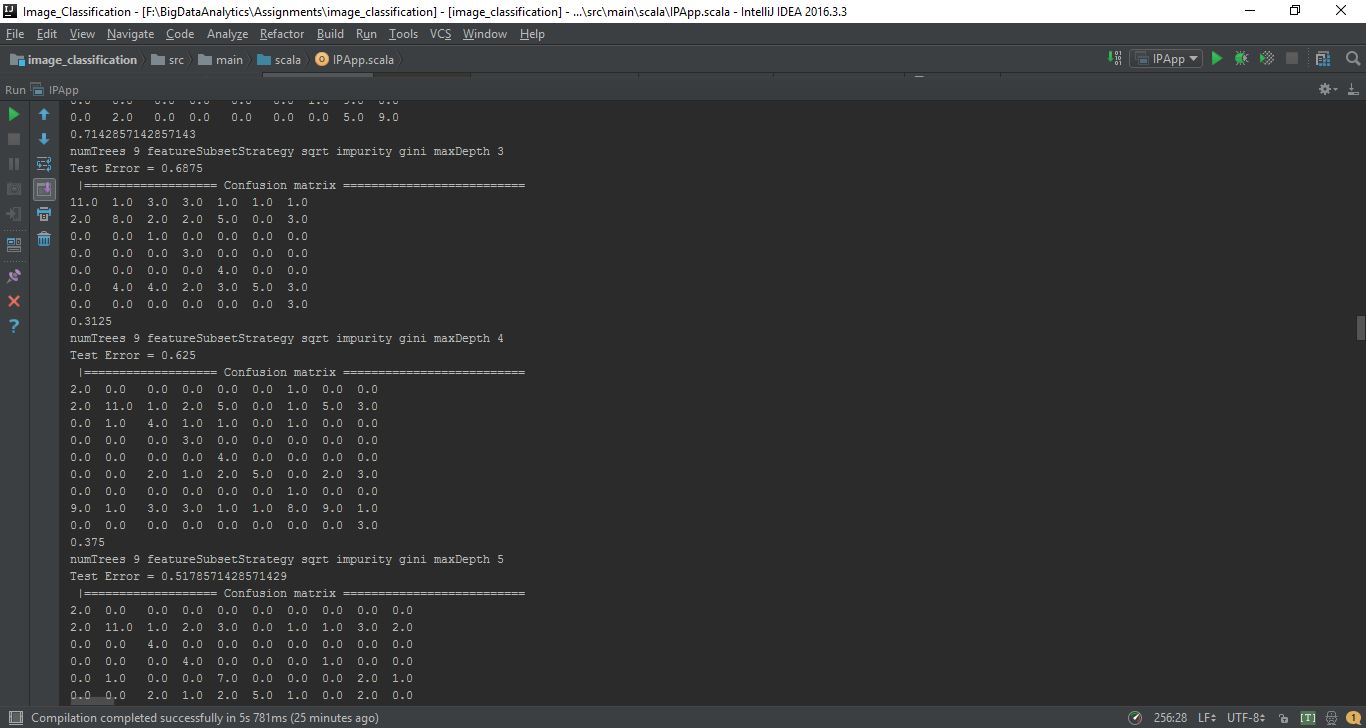 Image_Classification - [F:\BigDataAnalytics\Assignments\image_classification] - [image_classification] - ...\src\main\scala\IPApp.scala - IntelliJ IDEA 2016.3.3
File Edit View Navigate Code Analyze Refactor Build Run Tools VCS Window Help
image_classification src main scala IPApp.scala IPApp
Run IPApp
0.0 2.0 0.0 0.0 0.0 0.0 0.0 5.0 9.0
0.7142857142857143
numTrees 9 featureSubsetStrategy sqrt impurity gini maxDepth 3
Test Error = 0.6875
|=================== Confusion matrix ==========================
11.0 1.0 3.0 3.0 1.0 1.0 1.0
2.0 8.0 2.0 2.0 5.0 0.0 3.0
0.0 0.0 1.0 0.0 0.0 0.0 0.0
0.0 0.0 0.0 3.0 0.0 0.0 0.0
0.0 0.0 0.0 0.0 4.0 0.0 0.0
0.0 4.0 4.0 2.0 3.0 5.0 3.0
0.0 0.0 0.0 0.0 0.0 0.0 3.0
0.3125
numTrees 9 featureSubsetStrategy sqrt impurity gini maxDepth 4
Test Error = 0.625
|=================== Confusion matrix ==========================
2.0 0.0 0.0 0.0 0.0 0.0 1.0 0.0 0.0
2.0 11.0 1.0 2.0 5.0 0.0 1.0 5.0 3.0
0.0 1.0 4.0 1.0 1.0 0.0 1.0 0.0 0.0
0.0 0.0 0.0 3.0 0.0 0.0 0.0 0.0 0.0
0.0 0.0 0.0 0.0 4.0 0.0 0.0 0.0 0.0
0.0 0.0 2.0 1.0 2.0 5.0 0.0 2.0 3.0
0.0 0.0 0.0 0.0 0.0 0.0 1.0 0.0 0.0
9.0 1.0 3.0 3.0 1.0 1.0 8.0 9.0 1.0
0.0 0.0 0.0 0.0 0.0 0.0 0.0 0.0 3.0
0.375
numTrees 9 featureSubsetStrategy sqrt impurity gini maxDepth 5
Test Error = 0.5178571428571429
|=================== Confusion matrix ==========================
2.0 0.0 0.0 0.0 0.0 0.0 0.0 0.0 0.0 0.0
2.0 11.0 1.0 2.0 3.0 0.0 1.0 1.0 3.0 2.0
0.0 0.0 4.0 0.0 0.0 0.0 0.0 0.0 0.0 0.0
0.0 0.0 0.0 4.0 0.0 0.0 0.0 1.0 0.0 0.0
0.0 1.0 0.0 0.0 7.0 0.0 0.0 0.0 2.0 1.0
0.0 0.0 2.0 1.0 2.0 5.0 1.0 0.0 2.0 0.0
Compilation completed successfully in 5s 781ms (25 minutes ago) 256:28 LF UTF-8 [T] 1